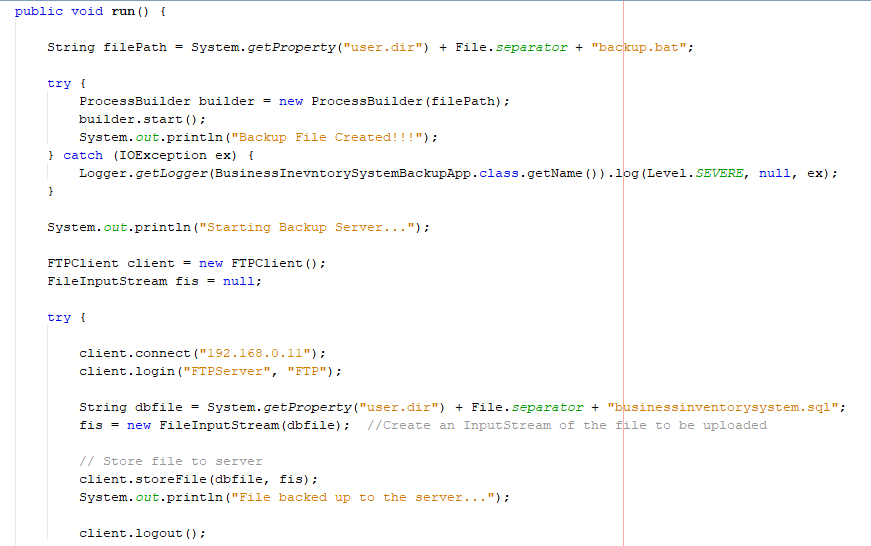 public void run() {
String filePath = System.getProperty("user.dir") + File.separator + "backup.bat";
try {
ProcessBuilder builder = new ProcessBuilder(filePath);
builder.start();
System.out.println("Backup File Created!!!");
} catch (IOException ex) {
Logger.getLogger(BusinessInevntorySystemBackupApp.class.getName()).log(Level.SEVERE, null, ex);
}
System.out.println("Starting Backup Server...");
FTPClient client = new FTPClient();
FileInputStream fis = null;
try {
client.connect("192.168.0.11");
client.login("FTPServer", "FTP");
String dbfile = System.getProperty("user.dir") + File.separator + "businessinventorysystem.sql";
fis = new FileInputStream(dbfile);  //Create an InputStream of the file to be uploaded
// Store file to server
client.storeFile(dbfile, fis);
System.out.println("File backed up to the server...");
client.logout();